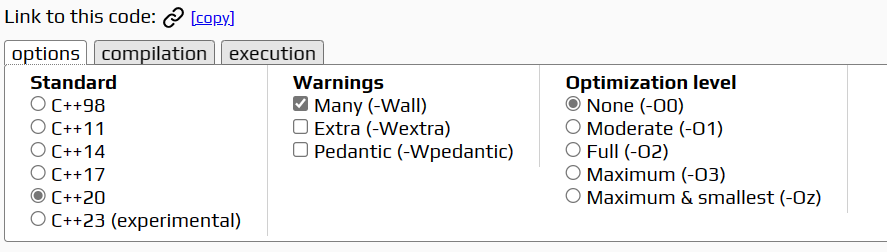 Link to this code: [copy]
options compilation execution
Standard
C++98
C++11
C++14
C++17
C++20
C++23 (experimental)
Warnings
Many (-Wall)
Extra (-Wextra)
Pedantic (-Wpedantic)
Optimization level
None (-O0)
Moderate (-O1)
Full (-O2)
Maximum (-O3)
Maximum & smallest (-Oz)